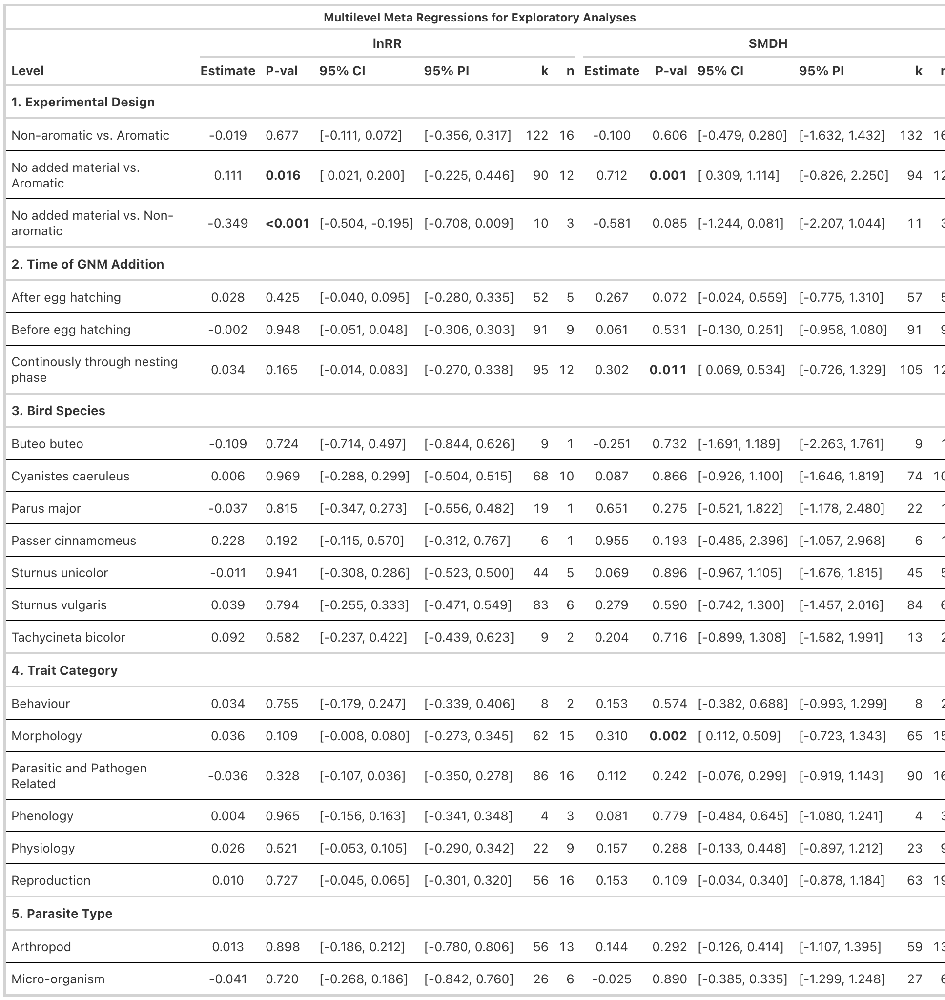 Multilevel Meta Regressions for Exploratory Analyses
lnRR SMDH
Level Estimate P-val 95% CI 95% PI k n Estimate P-val 95% CI 95% PI k
1. Experimental Design
Non-aromatic vs. Aromatic -0.019 0.677 [-0.111, 0.072] [-0.356, 0.317] 122 16 -0.100 0.606 [-0.479, 0.280] [-1.632, 1.432] 132
No added material vs.
Aromatic 0.111 0.016 [ 0.021, 0.200] [-0.225, 0.446] 90 12 0.712 0.001 [ 0.309, 1.114] [-0.826, 2.250] 94
No added material vs. Non-
aromatic -0.349 <0.001 [-0.504, -0.195] [-0.708, 0.009] 10 3 -0.581 0.085 [-1.244, 0.081] [-2.207, 1.044] 11
2. Time of GNM Addition
After egg hatching 0.028 0.425 [-0.040, 0.095] [-0.280, 0.335] 52 5 0.267 0.072 [-0.024, 0.559] [-0.775, 1.310] 57
Before egg hatching -0.002 0.948 [-0.051, 0.048] [-0.306, 0.303] 91 9 0.061 0.531 [-0.130, 0.251] [-0.958, 1.080] 91
Continously through nesting
phase 0.034 0.165 [-0.014, 0.083] [-0.270, 0.338] 95 12 0.302 0.011 [ 0.069, 0.534] [-0.726, 1.329] 105
3. Bird Species
Buteo buteo -0.109 0.724 [-0.714, 0.497] [-0.844, 0.626] 9 1 -0.251 0.732 [-1.691, 1.189] [-2.263, 1.761] 9
Cyanistes caeruleus 0.006 0.969 [-0.288, 0.299] [-0.504, 0.515] 68 10 0.087 0.866 [-0.926, 1.100] [-1.646, 1.819] 74
Parus major -0.037 0.815 [-0.347, 0.273] [-0.556, 0.482] 19 1 0.651 0.275 [-0.521, 1.822] [-1.178, 2.480] 22
Passer cinnamomeus 0.228 0.192 [-0.115, 0.570] [-0.312, 0.767] 6 1 0.955 0.193 [-0.485, 2.396] [-1.057, 2.968] 6
Sturnus unicolor -0.011 0.941 [-0.308, 0.286] [-0.523, 0.500] 44 5 0.069 0.896 [-0.967, 1.105] [-1.676, 1.815] 45
Sturnus vulgaris 0.039 0.794 [-0.255, 0.333] [-0.471, 0.549] 83 6 0.279 0.590 [-0.742, 1.300] [-1.457, 2.016] 84
Tachycineta bicolor 0.092 0.582 [-0.237, 0.422] [-0.439, 0.623] 9 2 0.204 0.716 [-0.899, 1.308] [-1.582, 1.991] 13
4. Trait Category
Behaviour 0.034 0.755 [-0.179, 0.247] [-0.339, 0.406] 8 2 0.153 0.574 [-0.382, 0.688] [-0.993, 1.299] 8
Morphology 0.036 0.109 [-0.008, 0.080] [-0.273, 0.345] 62 15 0.310 0.002 [ 0.112, 0.509] [-0.723, 1.343] 65
Parasitic and Pathogen
Related -0.036 0.328 [-0.107, 0.036] [-0.350, 0.278] 86 16 0.112 0.242 [-0.076, 0.299] [-0.919, 1.143] 90
Phenology 0.004 0.965 [-0.156, 0.163] [-0.341, 0.348] 4 3 0.081 0.779 [-0.484, 0.645] [-1.080, 1.241] 4
Physiology 0.026 0.521 [-0.053, 0.105] [-0.290, 0.342] 22 9 0.157 0.288 [-0.133, 0.448] [-0.897, 1.212] 23
Reproduction 0.010 0.727 [-0.045, 0.065] [-0.301, 0.320] 56 16 0.153 0.109 [-0.034, 0.340] [-0.878, 1.184] 63
5. Parasite Type
Arthropod 0.013 0.898 [-0.186, 0.212] [-0.780, 0.806] 56 13 0.144 0.292 [-0.126, 0.414] [-1.107, 1.395] 59
Micro-organism -0.041 0.720 [-0.268, 0.186] [-0.842, 0.760] 26 6 -0.025 0.890 [-0.385, 0.335] [-1.299, 1.248] 27